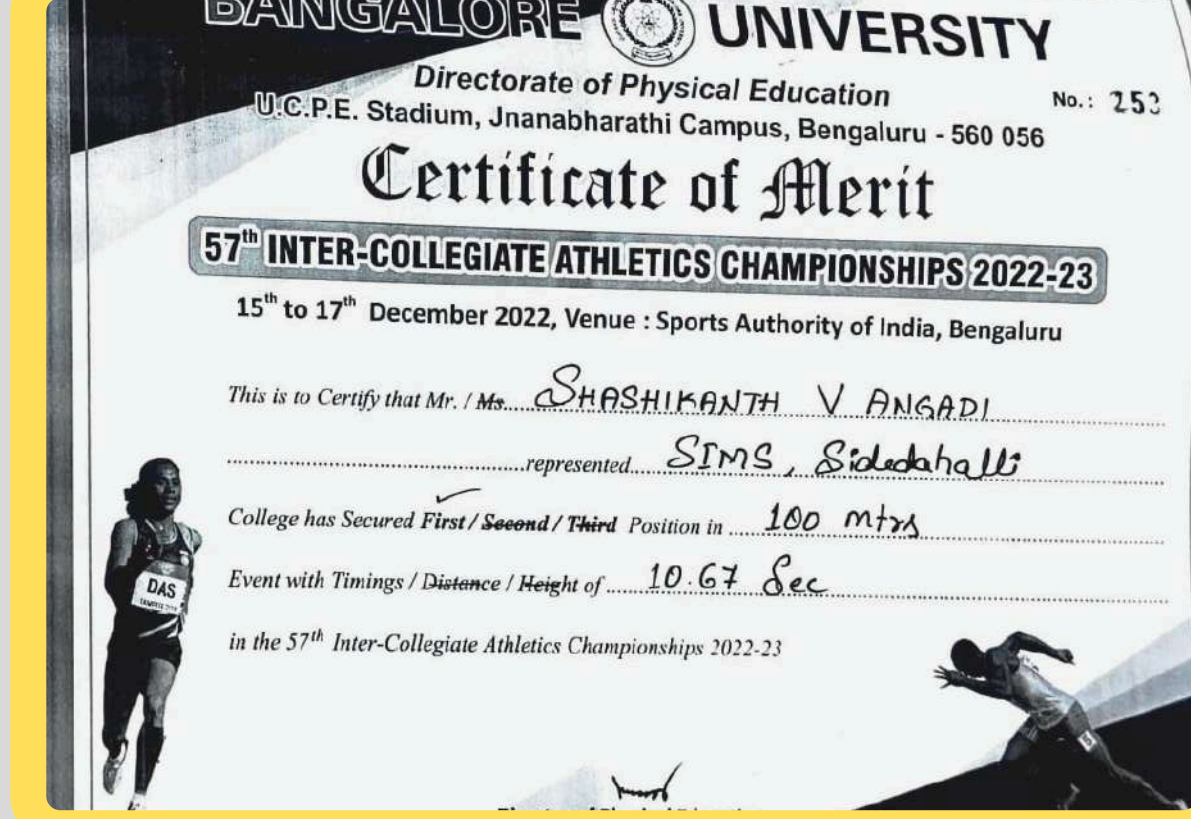 BANGALORE UNIVERSITY
Directorate of Physical Education
No.: 253
U.C.P.E. Stadium, Jnanabharathi Campus, Bengaluru - 560 056
Certificate of Merit
57th INTER-COLLEGIATE ATHLETICS CHAMPIONSHIPS 2022-23
15th to 17th December 2022, Venue : Sports Authority of India, Bengaluru
This is to Certify that Mr. / Ms. SHASHIKANTH V ANGADI
represented SIMS, Sidedahalli
College has Secured First / Second / Third Position in 100 mtrs
Event with Timings / Distance / Height of 10.67 Sec
in the 57th Inter-Collegiate Athletics Championships 2022-23
DAS